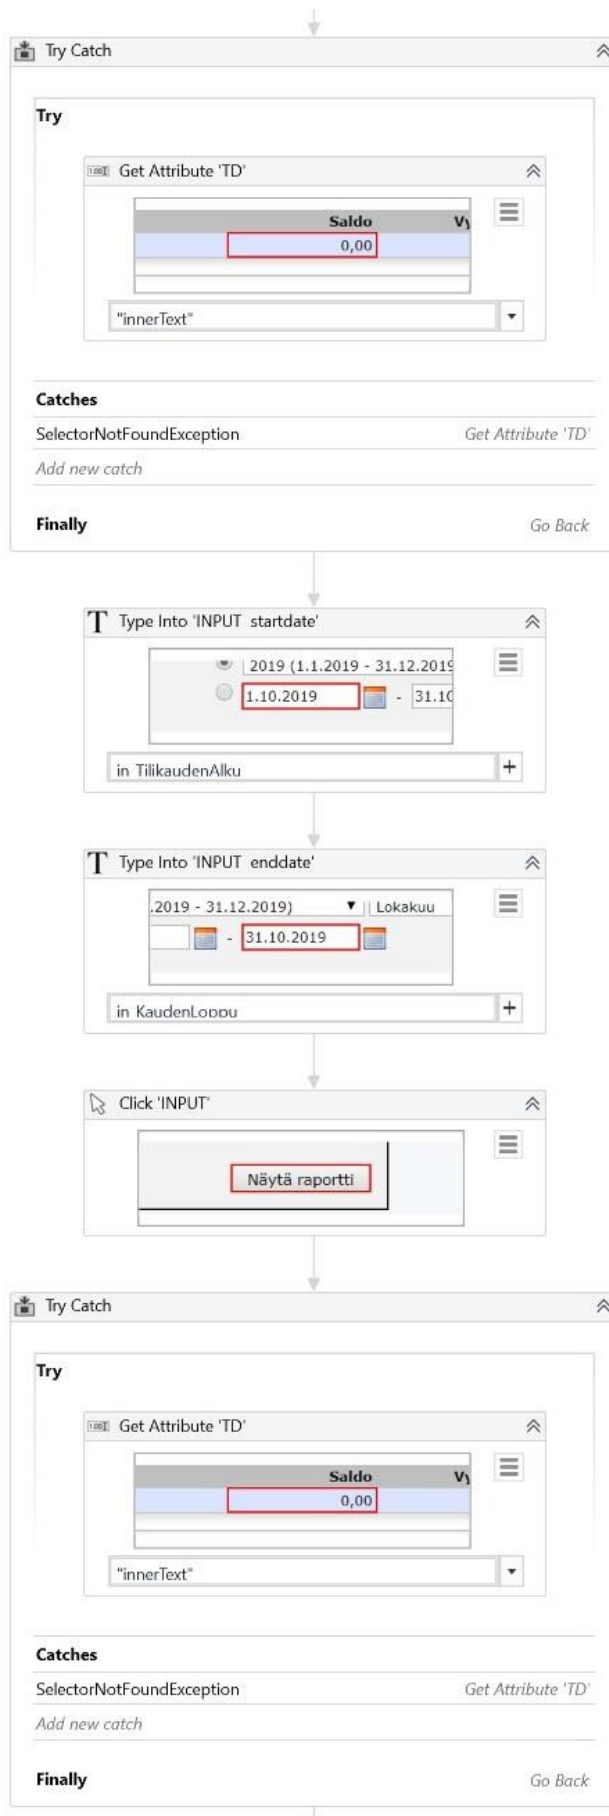 Try Catch
Try
Get Attribute 'TD'
Saldo
0,00
"innerText"
Catches
SelectorNotFoundException Get Attribute 'TD'
Add new catch
Finally Go Back
Type Into 'INPUT startdate'
2019 (1.1.2019 - 31.12.2019
1.10.2019 - 31.10
in TilikaudenAlku
Type Into 'INPUT enddate'
.2019 - 31.12.2019) Lokakuu
- 31.10.2019
in KaudenLoppu
Click 'INPUT'
Näytä raportti
Try Catch
Try
Get Attribute 'TD'
Saldo
0,00
"innerText"
Catches
SelectorNotFoundException Get Attribute 'TD'
Add new catch
Finally Go Back